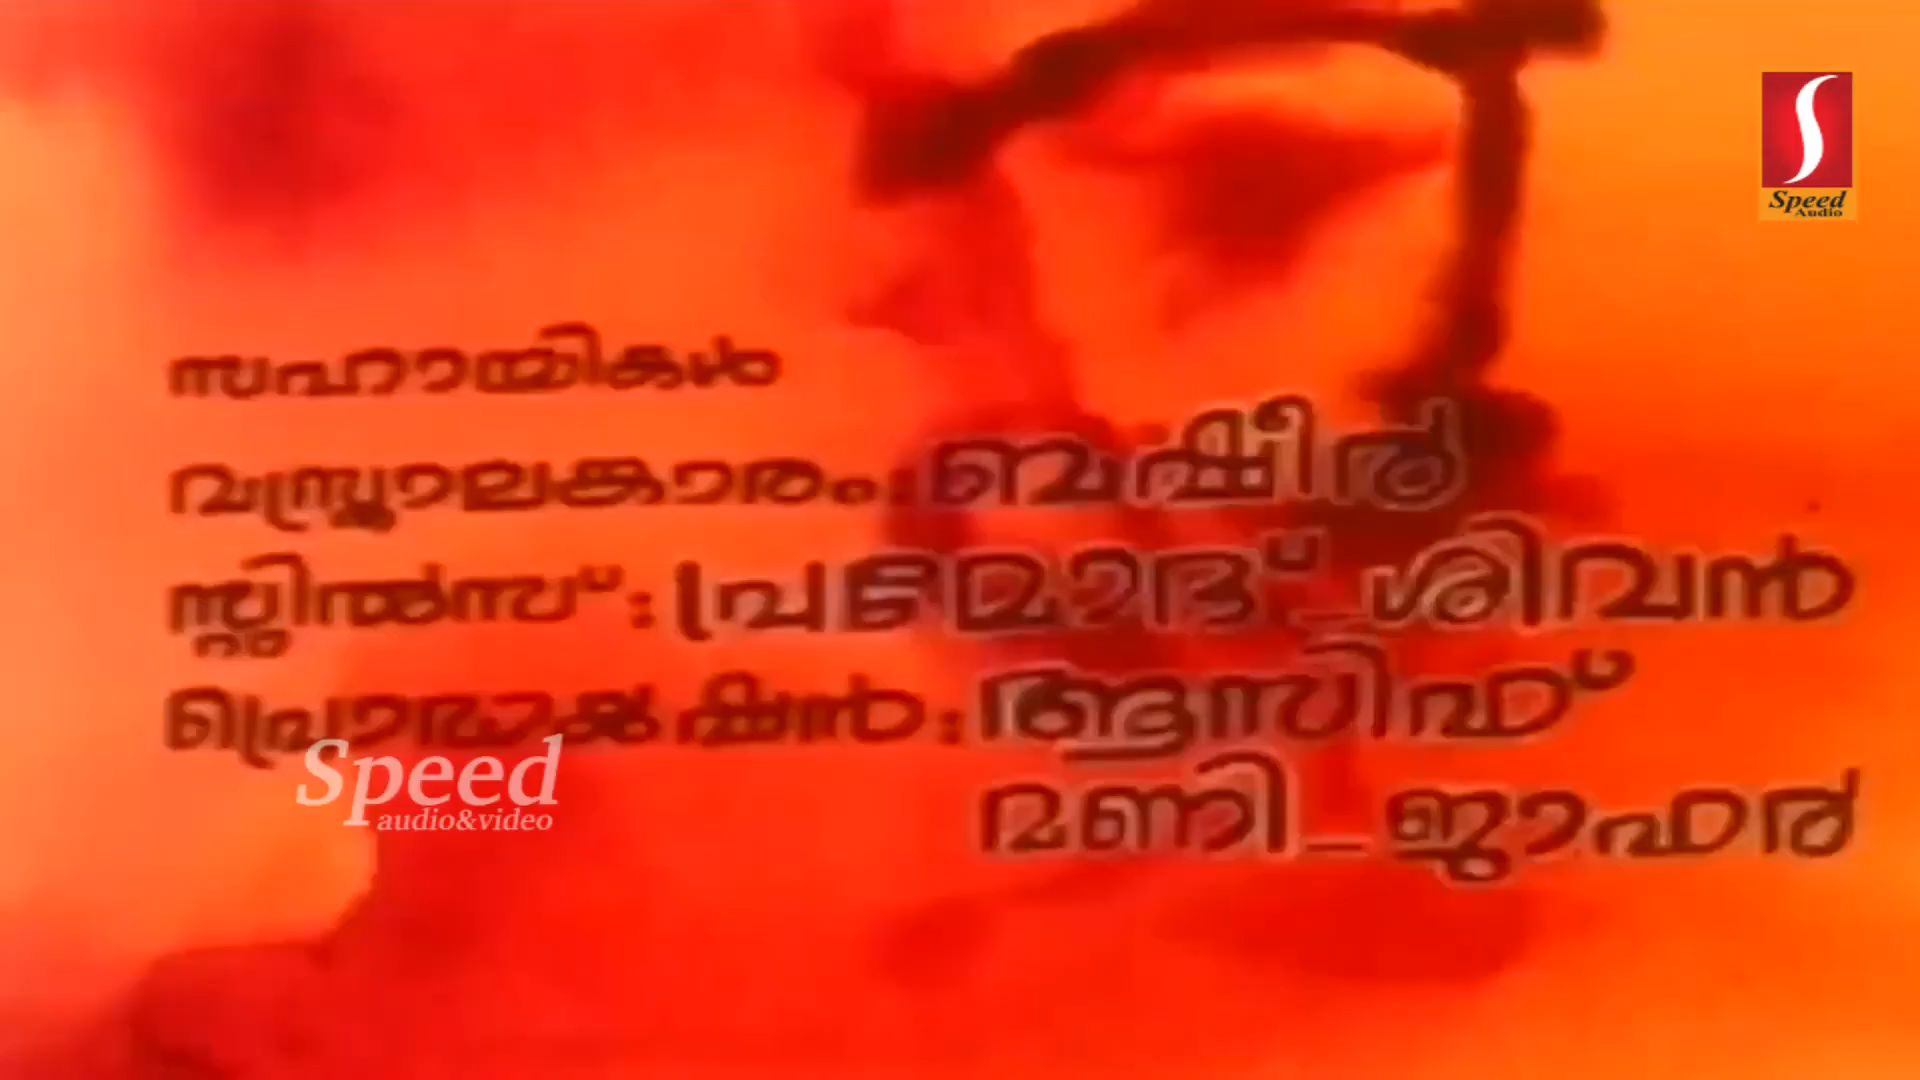 സഹായികൾ
വസ്ത്രാലങ്കാരം: ബഷീർ
സ്റ്റിൽസ്: പ്രമോദ്_ശിവൻ
പ്രൊഡക്ഷൻ: ആസിഫ്
മണി_ജാഫർ
Speed
audio&video
Speed
Audio